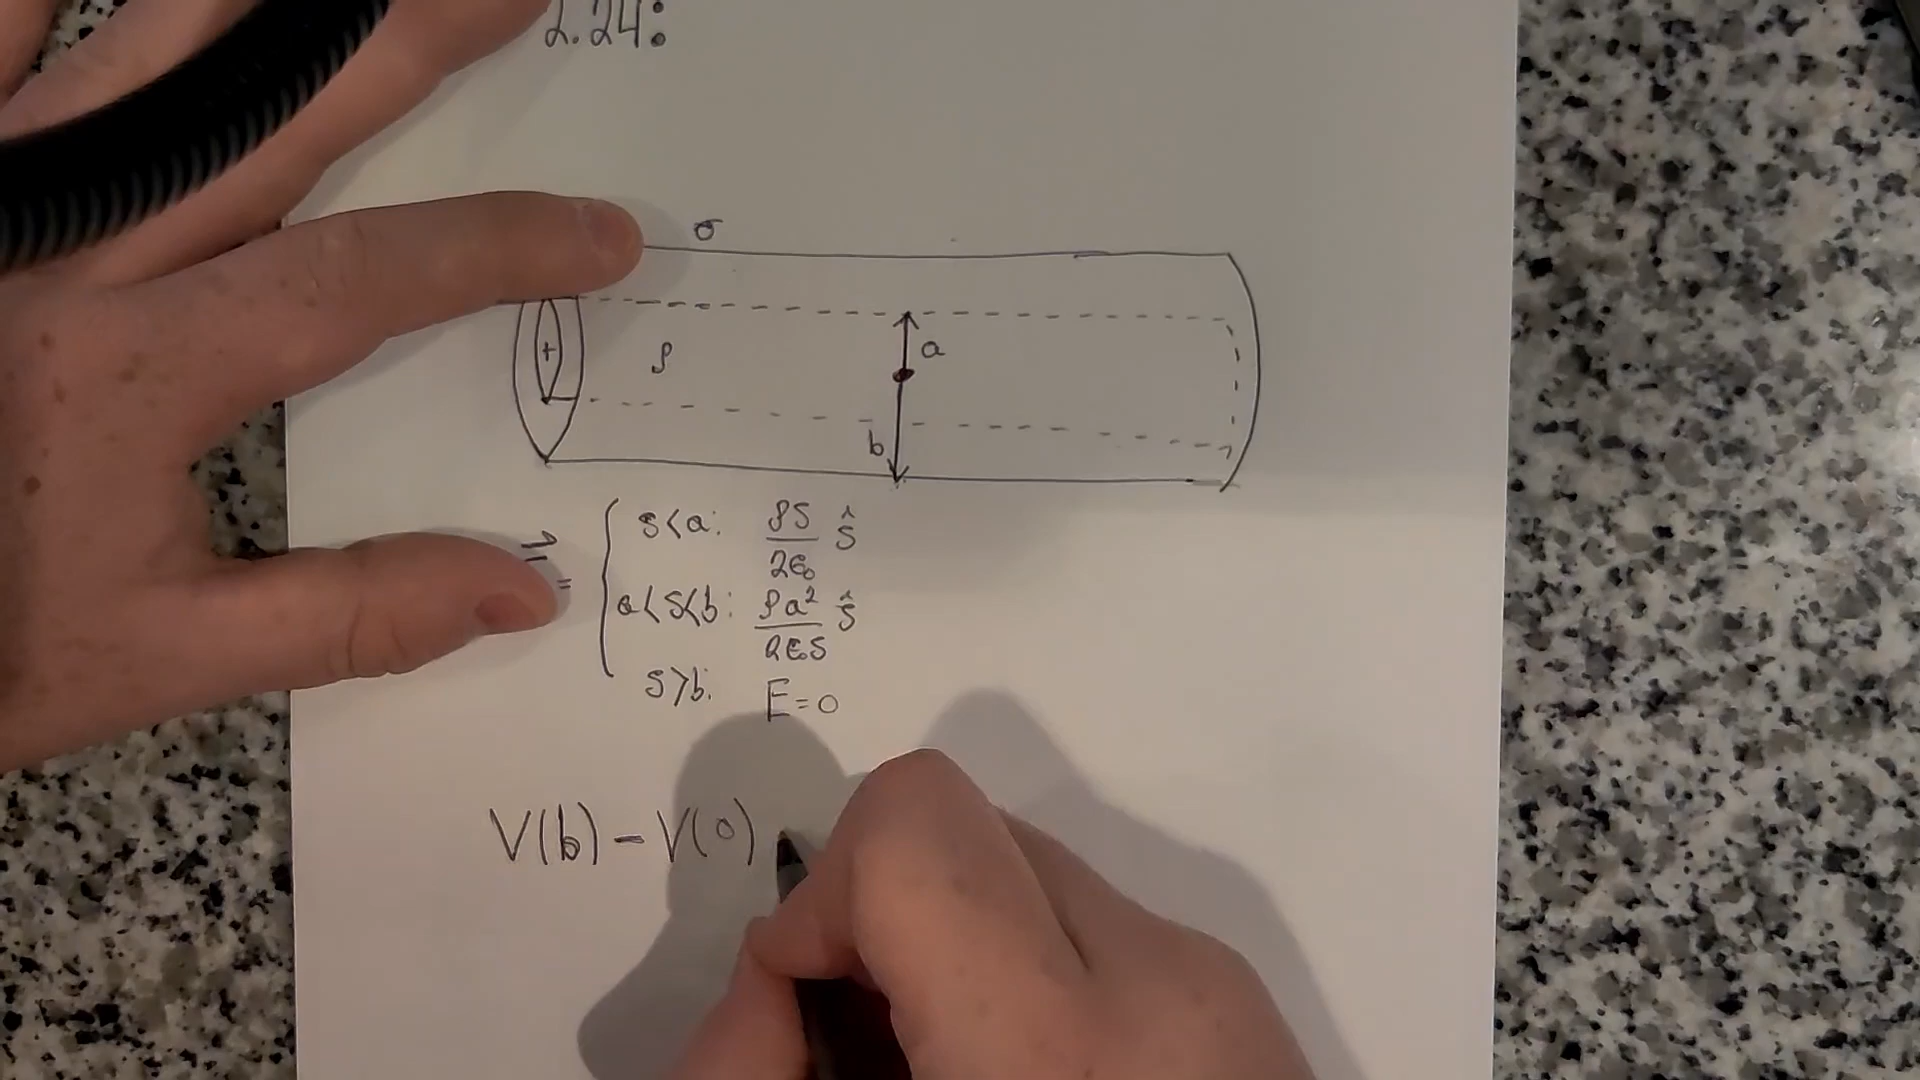 2.24:
σ
+ ρ a
b
E⃗ = { s<a: ρs/2ϵ₀ ŝ
a<s<b: ρa²/2ϵ₀s ŝ
s>b: E=0
V(b) - V(0)